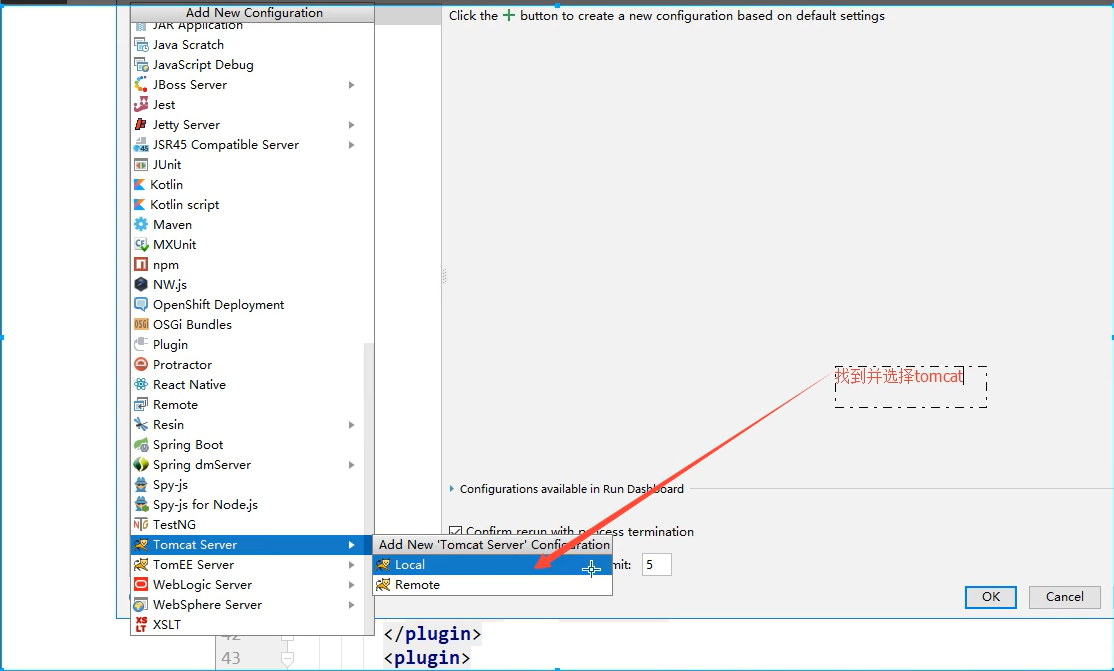 Add New Configuration
Click the + button to create a new configuration based on default settings
JAR Application
Java Scratch
JavaScript Debug
JBoss Server
Jest
Jetty Server
JSR45 Compatible Server
JUnit
Kotlin
Kotlin script
Maven
MXUnit
npm
NW.js
OpenShift Deployment
OSGi Bundles
Plugin
Protractor
React Native
Remote
Resin
Spring Boot
Spring dmServer
Spy-js
Spy-js for Node.js
TestNG
Tomcat Server
TomEE Server
WebLogic Server
WebSphere Server
XSLT
找到并选择tomcat
Configurations available in Run Dashboard
Confirm rerun with process termination
Add New 'Tomcat Server' Configuration
Local
mit: 5
Remote
OK Cancel
42 </plugin>
43 <plugin>